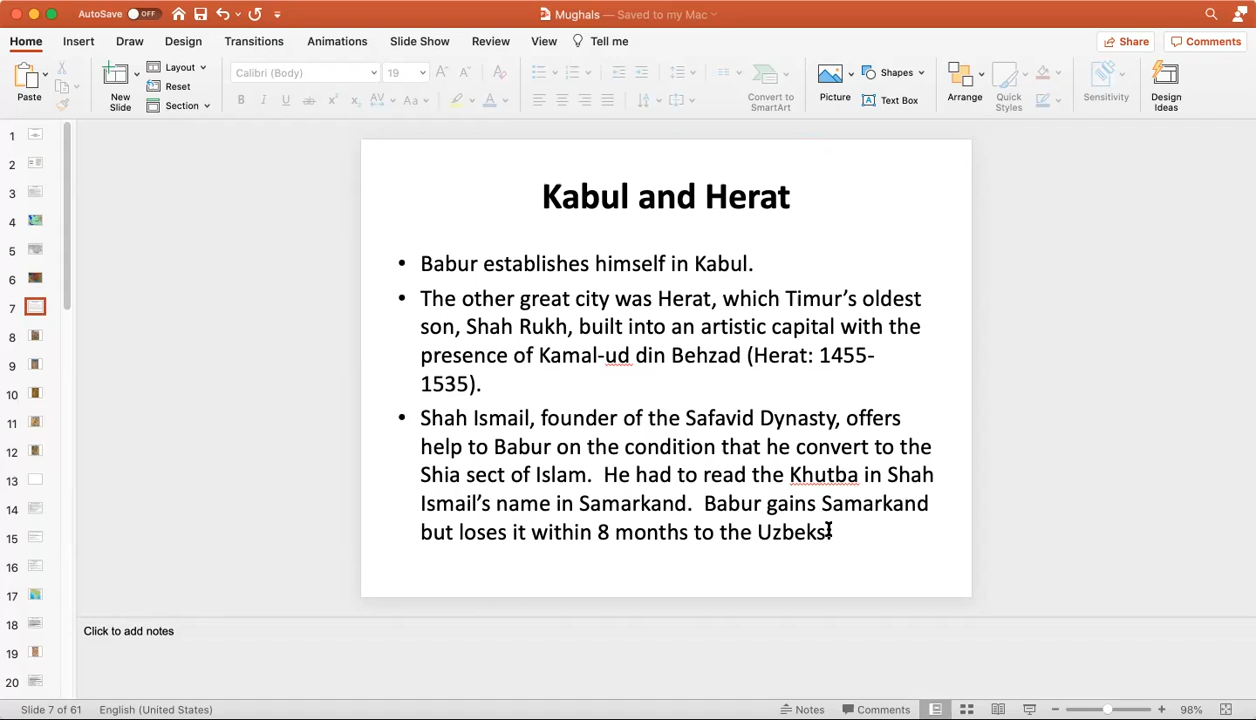 AutoSave OFF Mughals — Saved to my Mac
Home Insert Draw Design Transitions Animations Slide Show Review View Tell me Share Comments
Paste New Slide Layout Reset Section Calibri (Body) 19 Convert to SmartArt Picture Shapes Text Box Arrange Quick Styles Sensitivity Design Ideas
1
2
3
4
5
6
7
8
9
10
11
12
13
14
15
16
17
18
19
20
Kabul and Herat
• Babur establishes himself in Kabul.
• The other great city was Herat, which Timur’s oldest
son, Shah Rukh, built into an artistic capital with the
presence of Kamal-ud din Behzad (Herat: 1455-
1535).
• Shah Ismail, founder of the Safavid Dynasty, offers
help to Babur on the condition that he convert to the
Shia sect of Islam.  He had to read the Khutba in Shah
Ismail’s name in Samarkand.  Babur gains Samarkand
but loses it within 8 months to the Uzbeks.
Click to add notes
Slide 7 of 61 English (United States) Notes Comments 98%